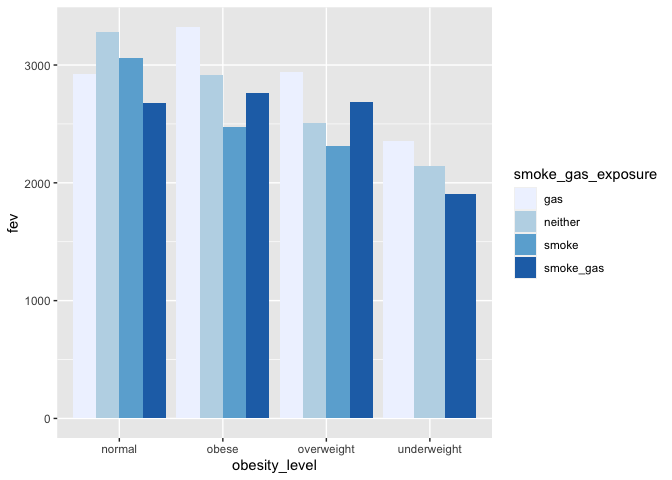 3000
2000
1000
0
fev
normal obese overweight underweight
obesity_level
smoke_gas_exposure
gas
neither
smoke
smoke_gas